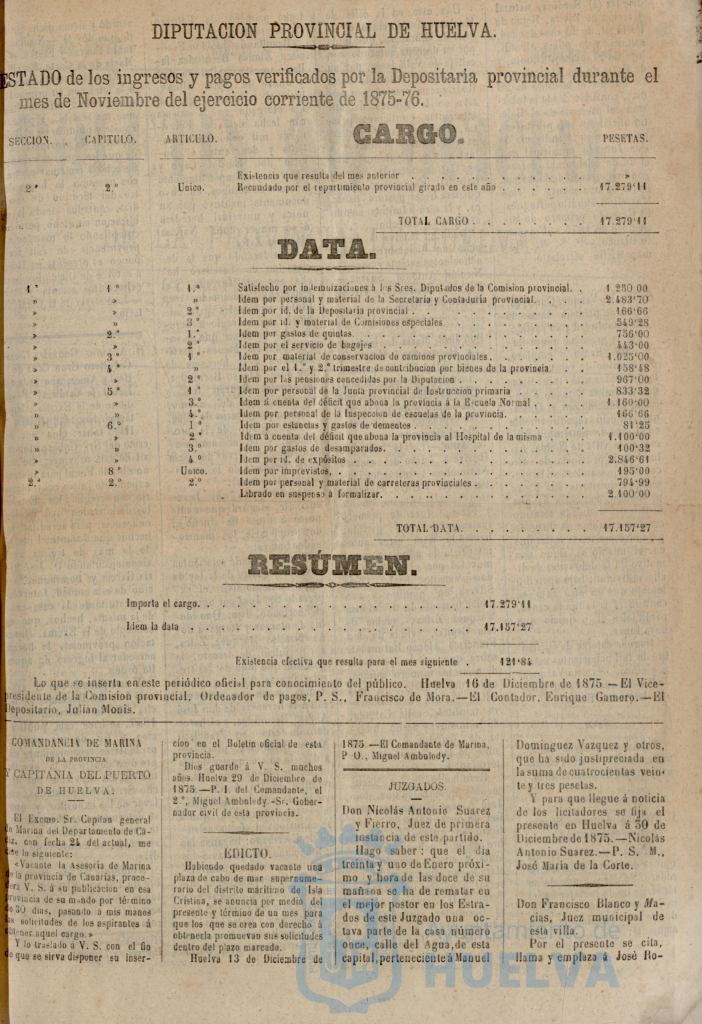 DIPUTACION PROVINCIAL DE HUELVA.
ESTADO de los ingresos y pagos verificados por la Depositaria provincial durante el
mes de Noviembre del ejercicio corriente de 1875-76.
SECCION. CAPITULO. ARTICULO. CARGO. PESETAS.
Existencia que resulta del mes anterior . . . . . . . . . . . . »
2.ª 2.º Unico. Recaudado por el repartimiento provincial girado en este año . . . . . . 17.279'11
TOTAL CARGO . . . . . . . 17.279'11
DATA.
1.ª 1.º 1.º Satisfecho por indemnizaciones á los Sres. Diputados de la Comision provincial. . 1 250 00
» » » Idem por personal y material de la Secretaría y Contaduría provincial. . . . 2.483'70
» » 2.º Idem por id. de la Depositaria provincial . . . . . . . . . . 166'66
» » 3.º Idem por id. y material de Comisiones especiales . . . . . . . . 549'28
» 2.º 1.º Idem por gastos de quintas. . . . . . . . . . . . . 756'00
» » 2.º Idem por el servicio de bagajes . . . . . . . . . . . 443'00
» 3.º 1.º Idem por material de conservacion de caminos provinciales. . . . . . . 1.025'00
» 4.º » Idem por el 1.º y 2.º trimestre de contribucion por bienes de la provincia. . . 158'48
» » 2.º Idem por las pensiones concedidas por la Diputacion . . . . . . . 967'00
» 5.º 1.º Idem por personal de la Junta provincial de Instruccion primaria . . . . . 833'32
» » 3.º Idem á cuenta del déficit que abona la provincia á la Escuela Normal . . . . 1.160'00
» » 4.º Idem por personal de la Inspeccion de escuelas de la provincia. . . . . . 166'66
» 6.º 1.º Idem por estancias y gastos de dementes . . . . . . . . . 81'25
» » 2.º Idem á cuenta del déficit que abona la provincia al Hospital de la misma . . . 1.100'00
» » 3.º Idem por gastos de desamparados. . . . . . . . . . . 100'32
» » 4.º Idem por id. de expósitos . . . . . . . . . . . . 2.846'61
» 8.º Unico. Idem por imprevistos. . . . . . . . . . . . . . 195'00
2.ª 2.º 2.º Idem por personal y material de carreteras provinciales . . . . . . . 794'99
Librado en suspenso á formalizar. . . . . . . . . . . . 2.100'00
TOTAL DATA. . . . . . . . 17.157'27
RESÚMEN.
Importa el cargo. . . . . . . . . . . . . . . . . 17.279'11
Idem la data . . . . . . . . . . . . . . . . . . 17.157'27
Existencia efectiva que resulta para el mes siguiente . 121'84
Lo que se inserta en este periódico oficial para conocimiento del público. Huelva 16 de Diciembre de 1875.—El Vice-
presidente de la Comision provincial, Ordenador de pagos, P. S., Francisco de Mora.—El Contador, Enrique Gamero.—El
Depositario, Julian Monis.
COMANDANCIA DE MARINA
DE LA PROVINCIA
Y CAPITANIA DEL PUERTO
DE HUELVA.
El Excmo. Sr. Capitan general
de Marina del Departamento de Cá-
diz, con fecha 24 del actual, me
dice lo siguiente:
«Vacante la Asesoría de Marina
de la provincia de Canarias, proce-
derá V. S. á su publicacion en esa
provincia de su mando por término
de 30 dias, pasando á mis manos
las solicitudes de los aspirantes á
obtener aquel cargo.»
Y lo traslado á V. S. con el fin
de que se sirva disponer su inser-
cion en el Boletin oficial de esta
provincia.
Dios guarde á V. S. muchos
años. Huelva 29 de Diciembre de
1875.—P. I. del Comandante, el
2.º, Miguel Ambulody.—Sr. Gober-
nador civil de esta provincia.
EDICTO.
Habiendo quedado vacante una
plaza de cabo de mar supernume-
rario del distrito marítimo de Isla
Cristina, se anuncia por medio del
presente y término de un mes para
que los que se crea con derecho á
obtenerla promuevan sus solicitudes
dentro del plazo marcado.
Huelva 13 de Diciembre de
1875.—El Comandante de Marina,
P O., Miguel Ambulody.
JUZGADOS.
Don Nicolás Antonio Suarez
y Fierro, Juez de primera
instancia de este partido.
Hago saber: que el dia
treinta y uno de Enero próxi-
mo y hora de las doce de su
mañana se ha de rematar en
el mejor postor en los Estra-
dos de este Juzgado una oc-
tava parte de la casa número
once, calle del Agua, de esta
capital, perteneciente á Manuel
Dominguez Vazquez y otros,
que ha sido justipreciada en
la suma de cuatrocientas vein-
te y tres pesetas.
Y para que llegue á noticia
de los licitadores se fija el
presente en Huelva á 30 de
Diciembre de 1875.—Nicolás
Antonio Suarez.—P. S. M.,
José María de la Corte.
Don Francisco Blanco y Ma-
cias, Juez municipal de
esta villa.
Por el presente se cita,
llama y emplaza á José Ro-
Ayuntamiento de
HUELVA